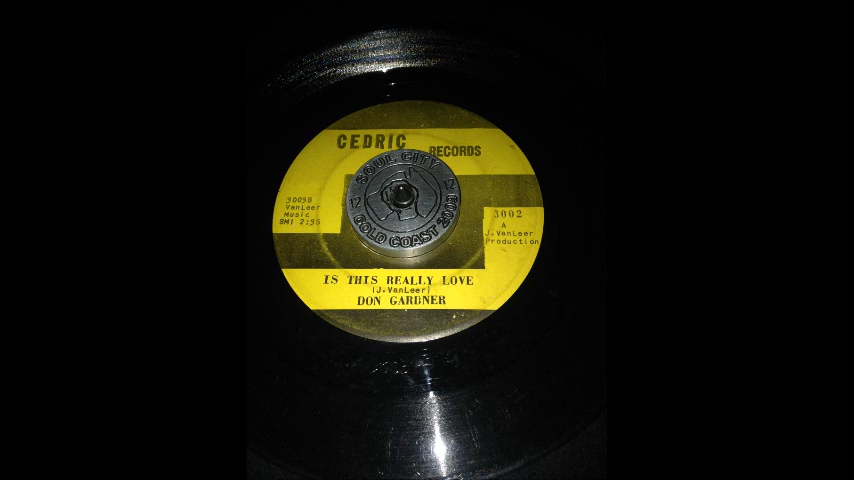 CEDRIC
RECORDS
SOUL CITY
12 12
GOLD COAST 2009
3003B
VanLeer
Music
BMI 2:35
3002
A
J.VanLeer
Production
IS THIS REALLY LOVE
(J.VanLeer)
DON GARDNER